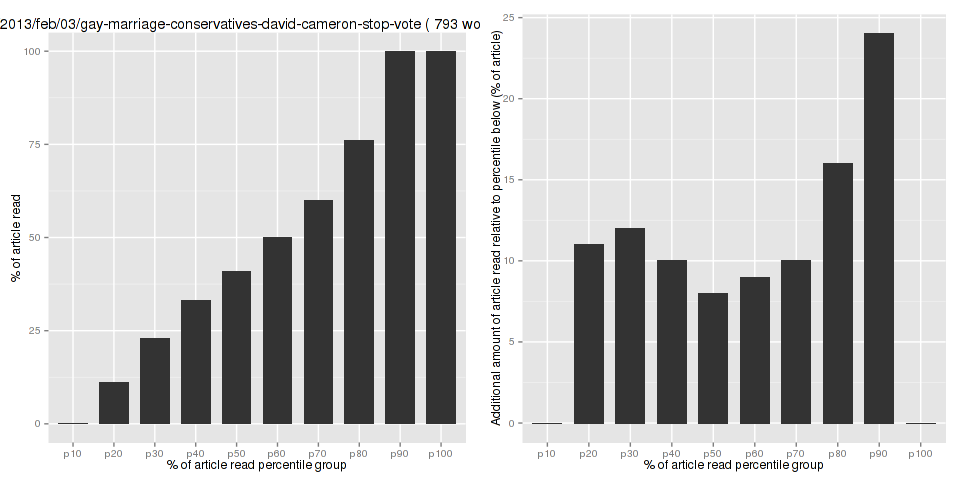 2013/feb/03/gay-marriage-conservatives-david-cameron-stop-vote ( 793 wo
% of article read
100
75
50
25
0
p10 p20 p30 p40 p50 p60 p70 p80 p90 p100
% of article read percentile group
Additional amount of article read relative to percentile below (% of article)
25
20
15
10
5
0
p10 p20 p30 p40 p50 p60 p70 p80 p90 p100
% of article read percentile group